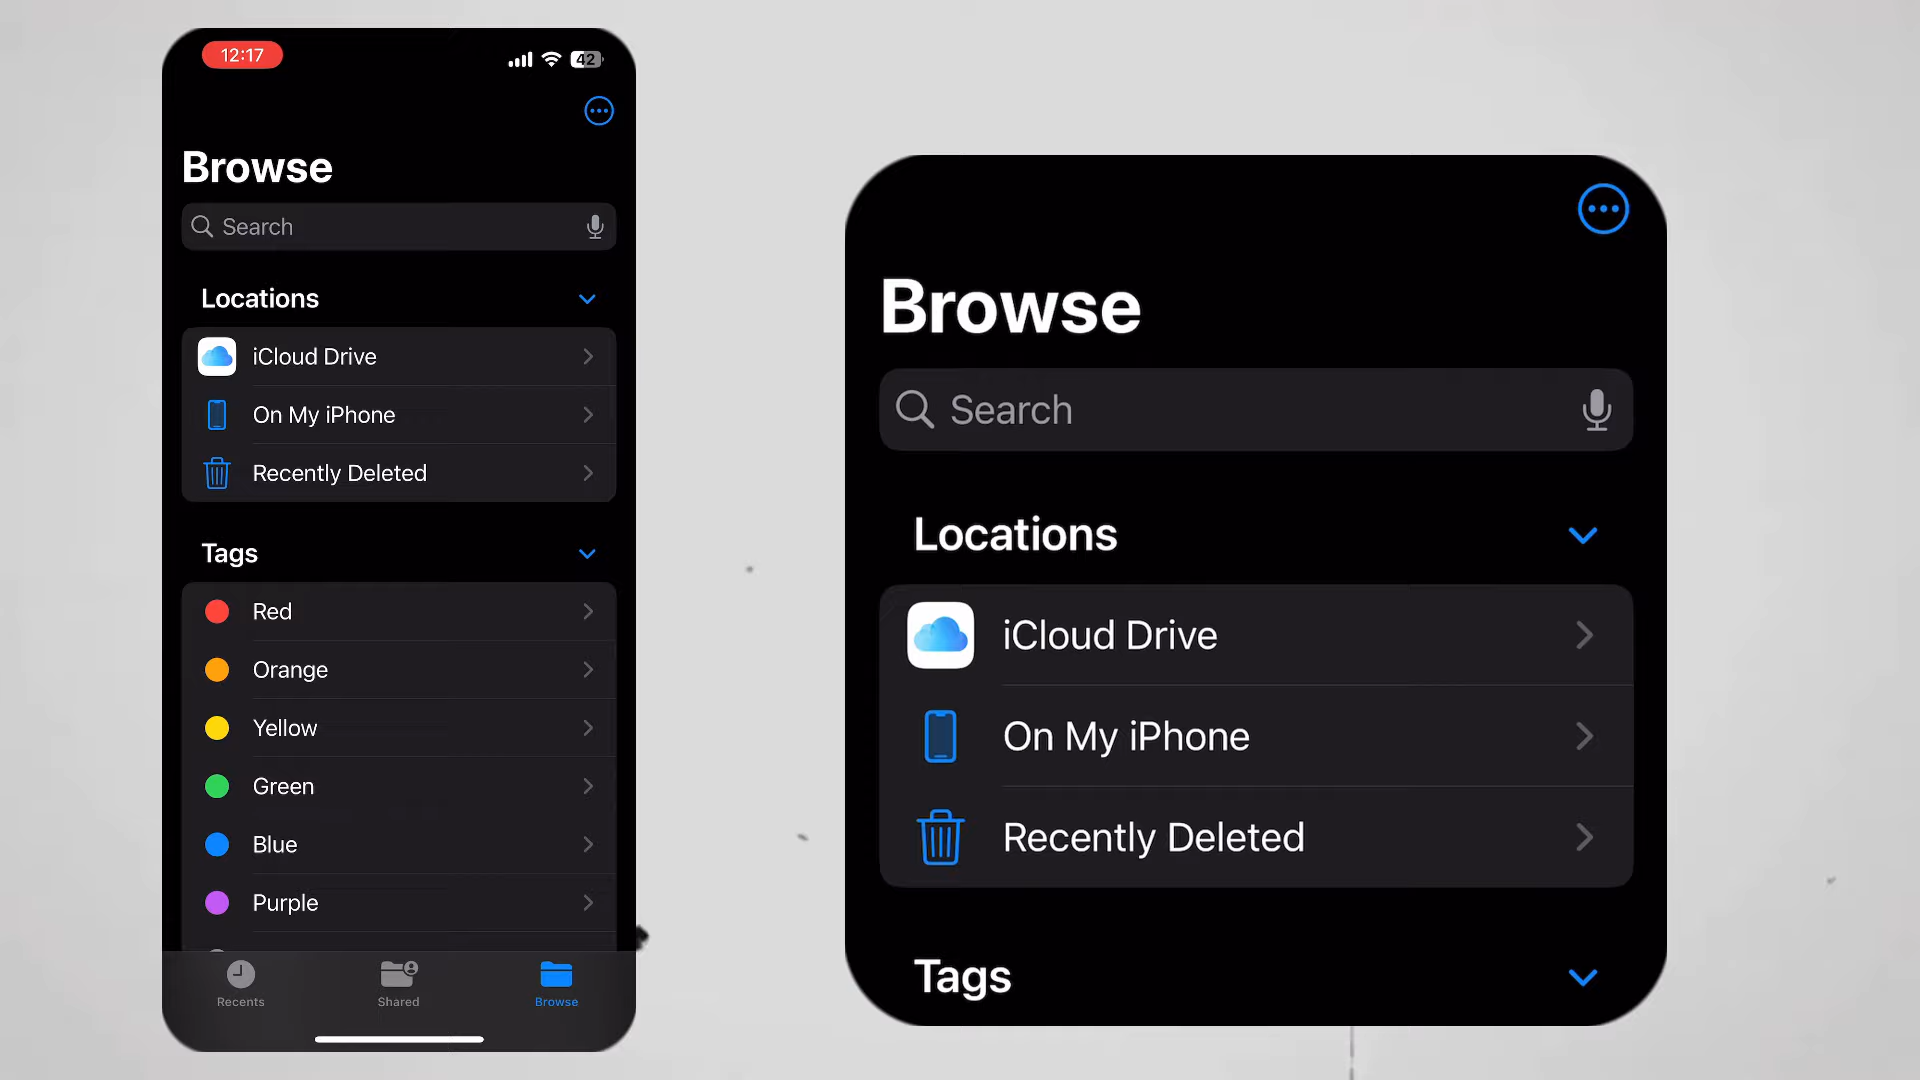 12:17
42
Browse
Search
Locations
iCloud Drive
On My iPhone
Recently Deleted
Tags
Red
Orange
Yellow
Green
Blue
Purple
Recents
Shared
Browse
Browse
Search
Locations
iCloud Drive
On My iPhone
Recently Deleted
Tags